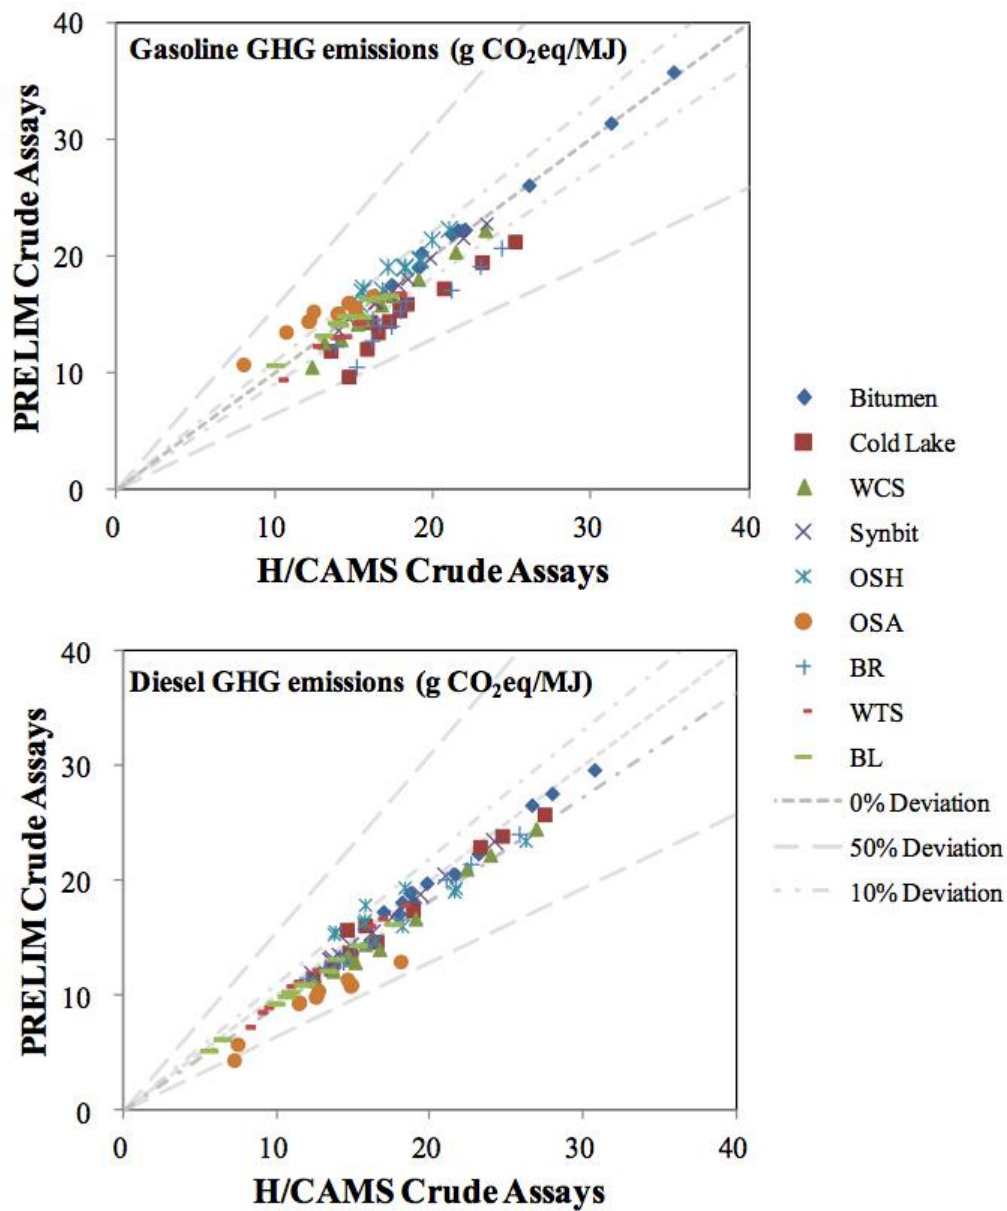 Gasoline GHG emissions (g CO₂eq/MJ)
PRELIM Crude Assays
40
30
20
10
0
0 10 20 30 40
H/CAMS Crude Assays
Diesel GHG emissions (g CO₂eq/MJ)
PRELIM Crude Assays
40
30
20
10
0
0 10 20 30 40
H/CAMS Crude Assays
Bitumen
Cold Lake
WCS
Synbit
OSH
OSA
BR
WTS
BL
0% Deviation
50% Deviation
10% Deviation